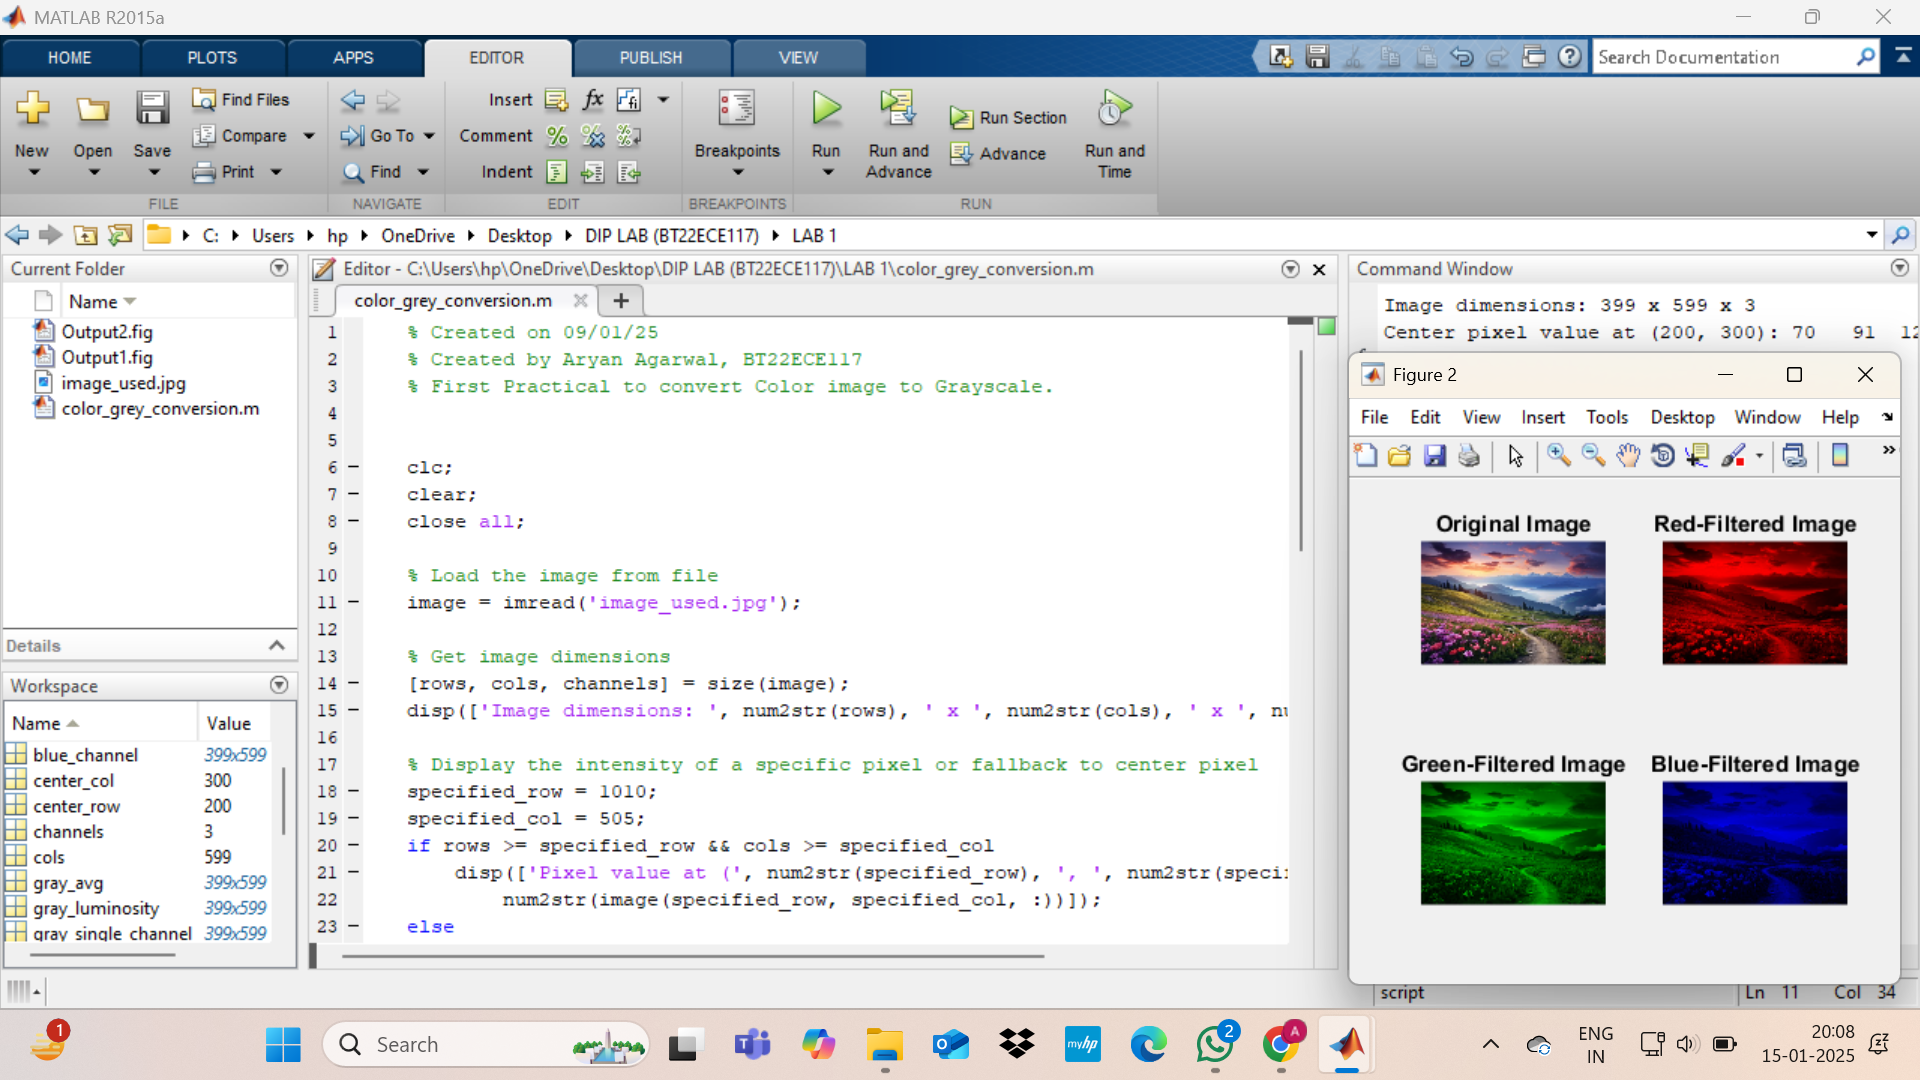 MATLAB R2015a
HOME
PLOTS
APPS
EDITOR
PUBLISH
VIEW
Search Documentation
New
Open
Save
Find Files
Compare
Print
FILE
Go To
Find
NAVIGATE
Insert
fx
fi
Comment
Indent
EDIT
Breakpoints
BREAKPOINTS
Run
Run and Advance
Run Section
Advance
Run and Time
RUN
C: Users hp OneDrive Desktop DIP LAB (BT22ECE117) LAB 1
Current Folder
Name
Output2.fig
Output1.fig
image_used.jpg
color_grey_conversion.m
Details
Workspace
Name Value
blue_channel 399x599
center_col 300
center_row 200
channels 3
cols 599
gray_avg 399x599
gray_luminosity 399x599
gray_single_channel 399x599
Editor - C:\Users\hp\OneDrive\Desktop\DIP LAB (BT22ECE117)\LAB 1\color_grey_conversion.m
color_grey_conversion.m
1 % Created on 09/01/25
2 % Created by Aryan Agarwal, BT22ECE117
3 % First Practical to convert Color image to Grayscale.
4
5
6 – clc;
7 – clear;
8 – close all;
9
10 % Load the image from file
11 – image = imread('image_used.jpg');
12
13 % Get image dimensions
14 – [rows, cols, channels] = size(image);
15 – disp(['Image dimensions: ', num2str(rows), ' x ', num2str(cols), ' x ',
16
17 % Display the intensity of a specific pixel or fallback to center pixel
18 – specified_row = 1010;
19 – specified_col = 505;
20 – if rows >= specified_row && cols >= specified_col
21 – disp(['Pixel value at (', num2str(specified_row), ', ', num2str(speci
22 num2str(image(specified_row, specified_col, :))]);
23 – else
Command Window
Image dimensions: 399 x 599 x 3
Center pixel value at (200, 300): 70 91 12
Figure 2
File Edit View Insert Tools Desktop Window Help
Original Image
Red-Filtered Image
Green-Filtered Image
Blue-Filtered Image
script
Ln 11 Col 34
1
Search
myhp
2
A
ENG
IN
20:08
15-01-2025